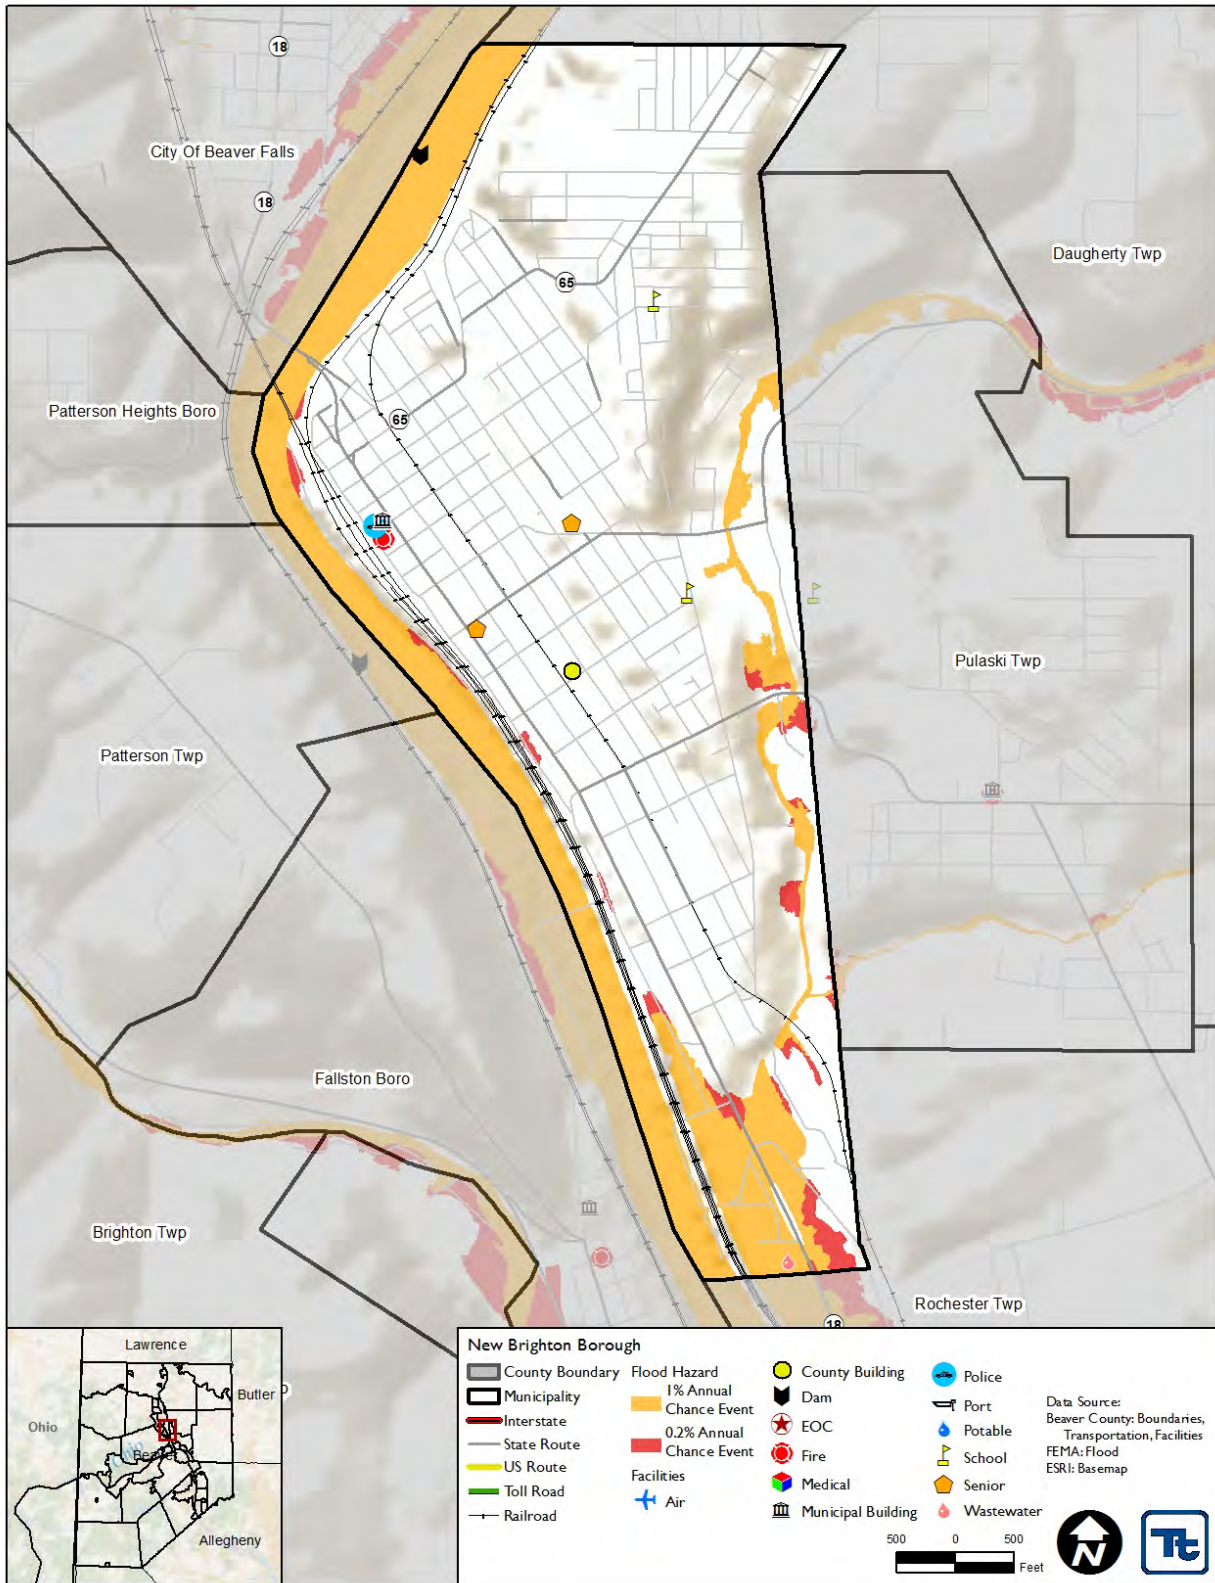 18
City Of Beaver Falls
18
Daugherty Twp
65
Patterson Heights Boro
65
Pulaski Twp
Patterson Twp
Fallston Boro
Brighton Twp
Rochester Twp
18
Lawrence
Butler
Ohio
Ohio
Beaver
Allegheny
New Brighton Borough
County Boundary
Municipality
Interstate
State Route
US Route
Toll Road
Railroad
Flood Hazard
1% Annual
Chance Event
0.2% Annual
Chance Event
Facilities
Air
County Building
Dam
EOC
Fire
Medical
Municipal Building
Police
Port
Potable
School
Senior
Wastewater
Data Source:
Beaver County: Boundaries,
Transportation, Facilities
FEMA: Flood
ESRI: Basemap
500 0 500
Feet
N
Tt